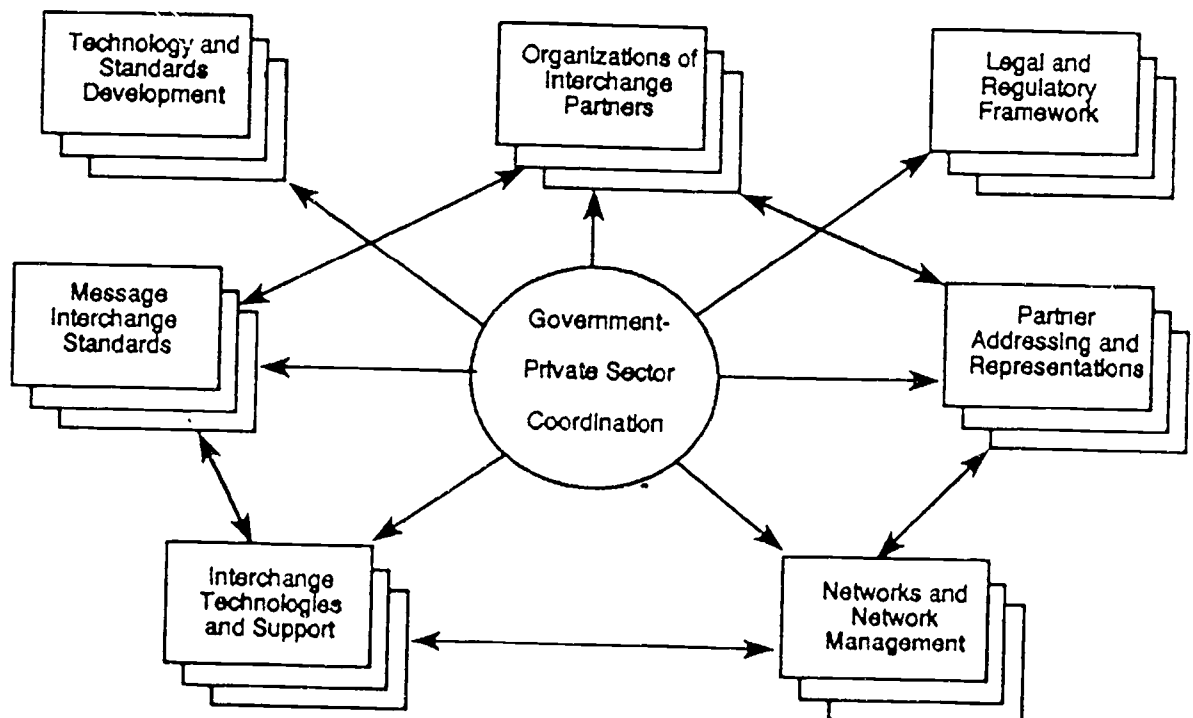 Technology and
Standards
Development
Organizations of
Interchange
Partners
Legal and
Regulatory
Framework
Message
Interchange
Standards
Government-
Private Sector
Coordination
Partner
Addressing and
Representations
Interchange
Technologies
and Support
Networks and
Network
Management